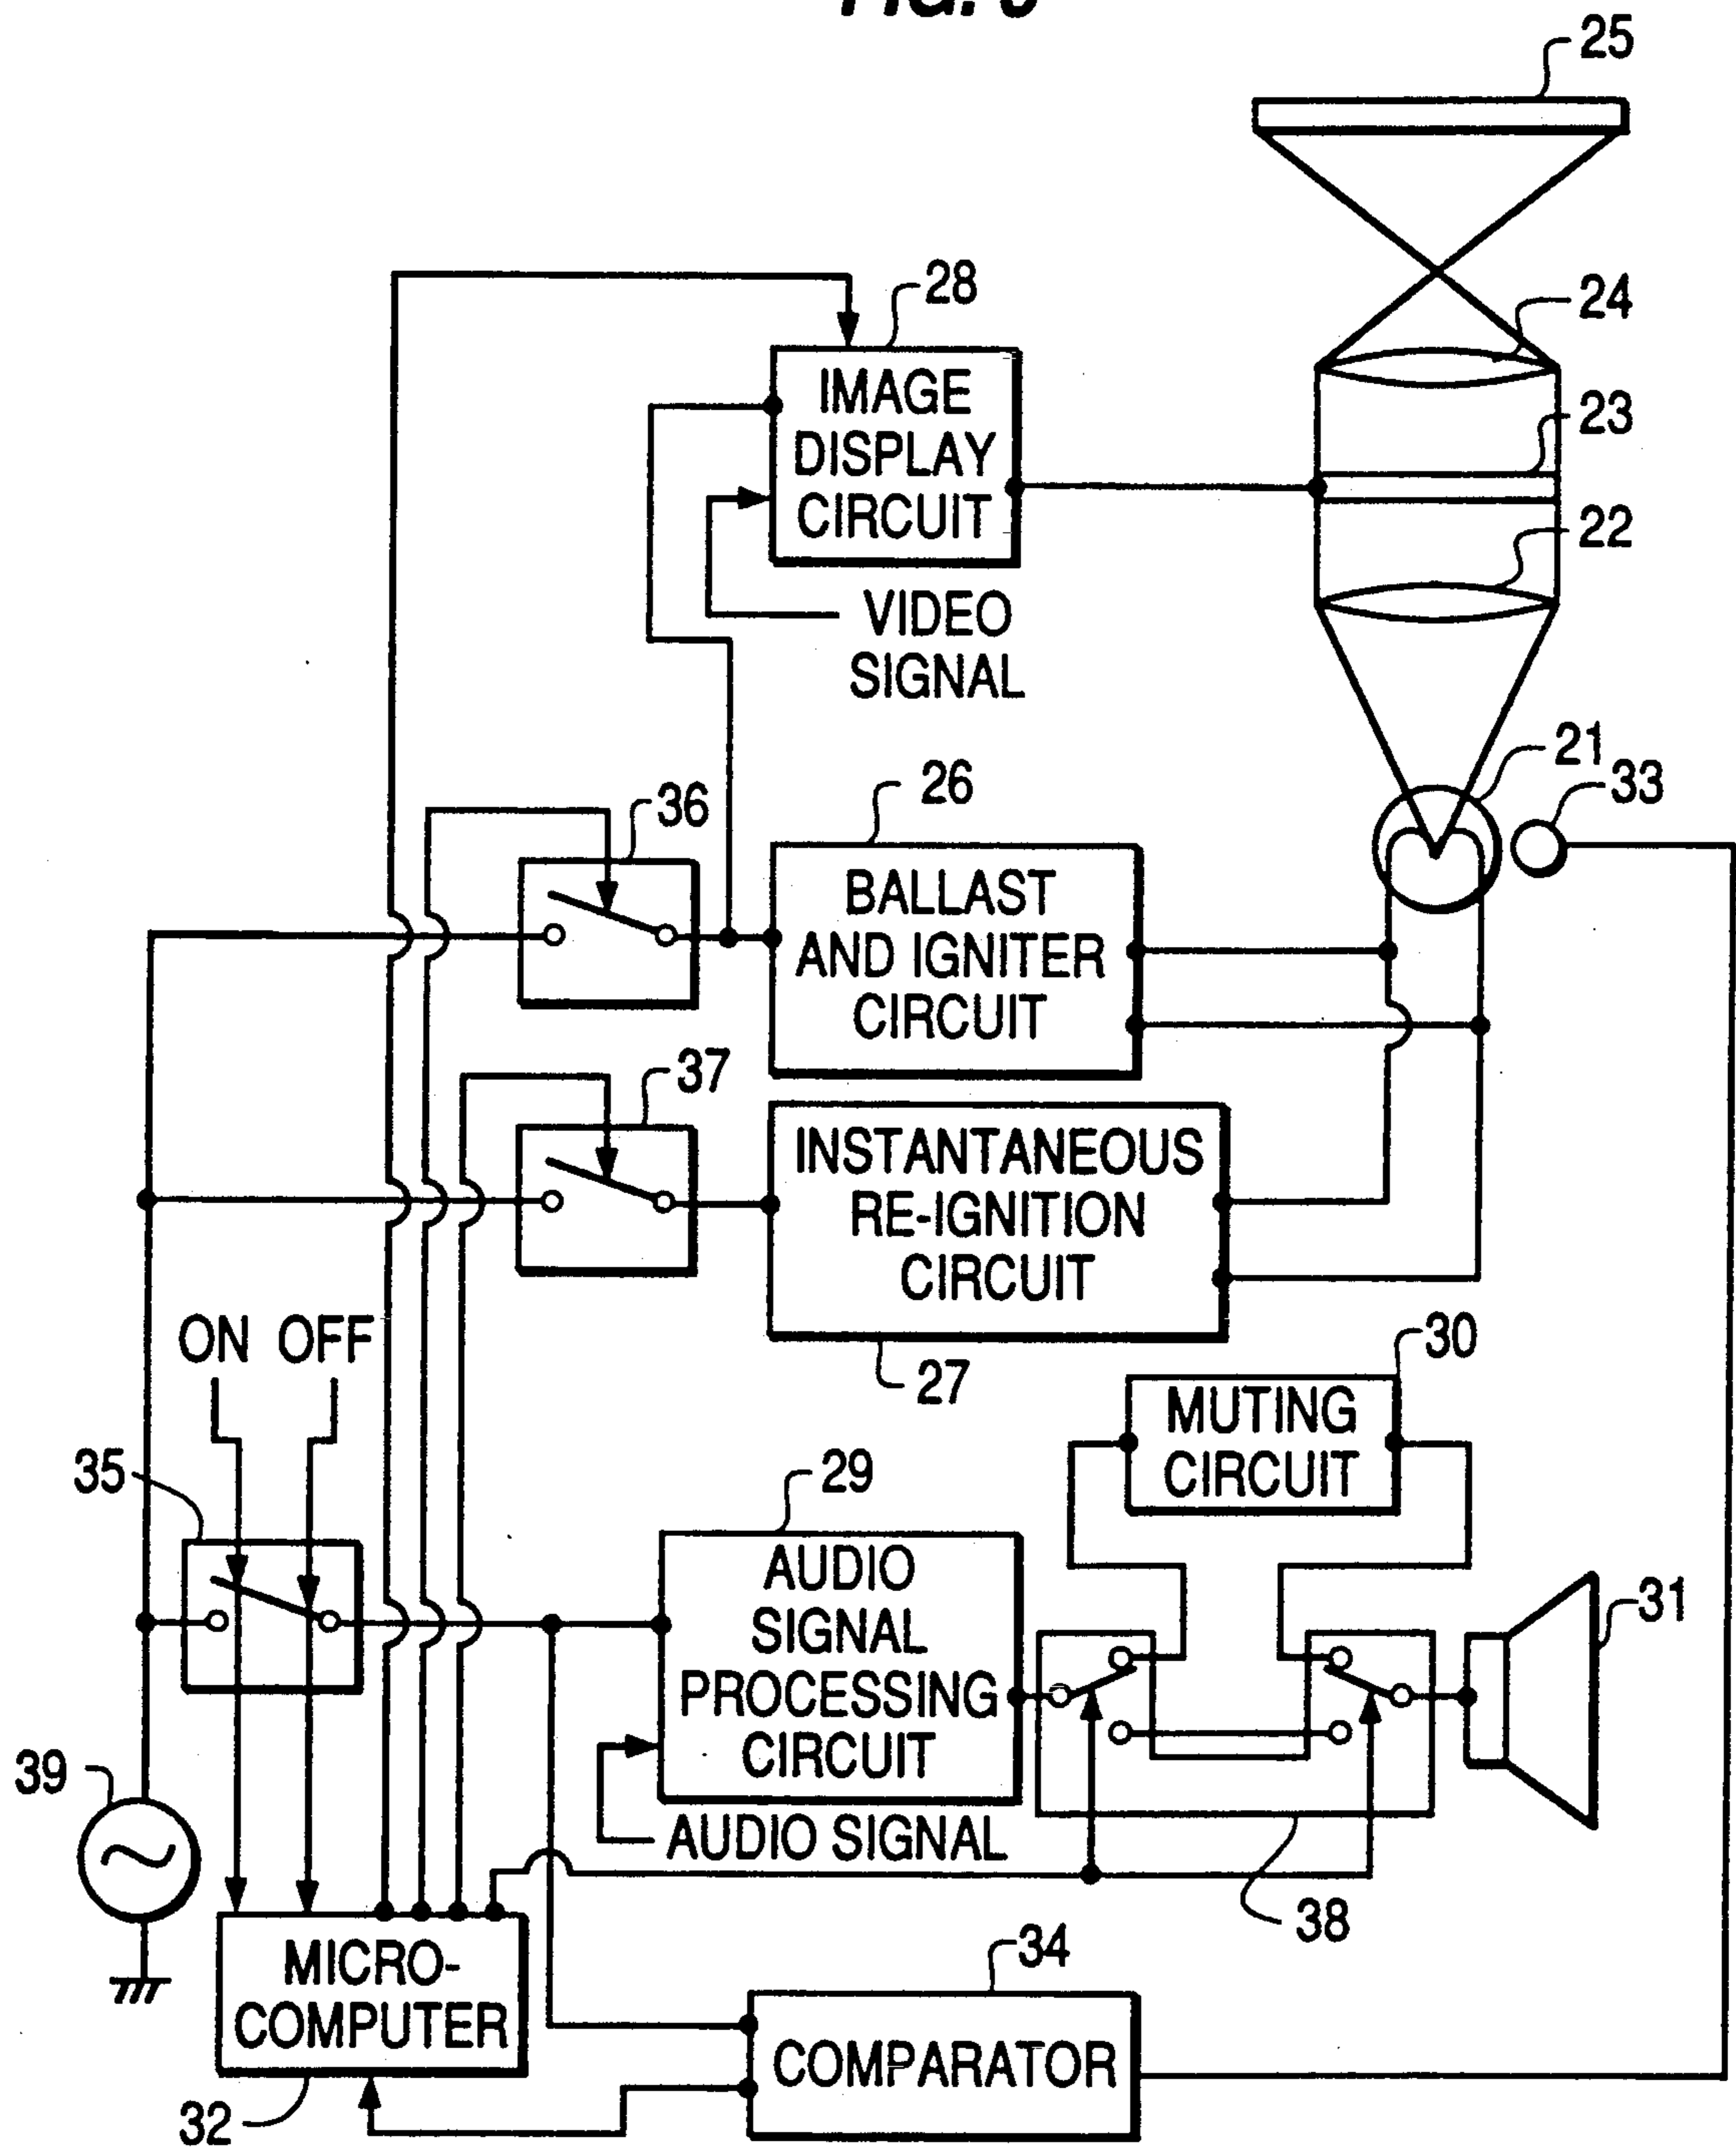 25
28
24
IMAGE
DISPLAY
CIRCUIT
23
22
VIDEO
SIGNAL
21
33
36
26
BALLAST
AND IGNITER
CIRCUIT
37
INSTANTANEOUS
RE-IGNITION
CIRCUIT
27
ON OFF
30
MUTING
CIRCUIT
35
29
AUDIO
SIGNAL
PROCESSING
CIRCUIT
31
39
AUDIO SIGNAL
38
MICRO-
COMPUTER
34
COMPARATOR
32